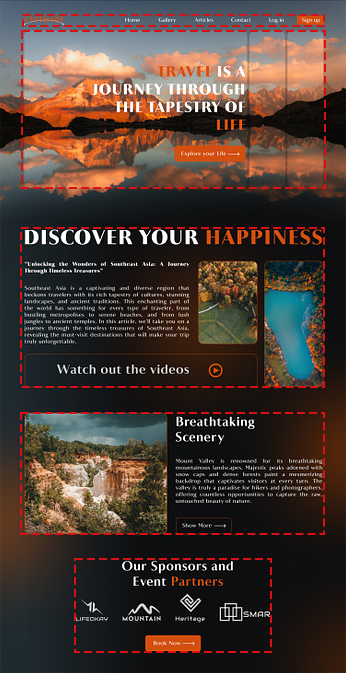 Home Gallery Articles Contact Log in Sign up
TRAVEL IS A
JOURNEY THROUGH
THE TAPESTRY OF
LIFE
Explore your Life
DISCOVER YOUR HAPPINESS
"Unlocking the Wonders of Southeast Asia: A Journey
Through Timeless Treasures"
Southeast Asia is a captivating and diverse region that
beckons travelers with its rich tapestry of cultures, stunning
landscapes, and ancient traditions. This enchanting part of
the world has something for every type of traveler, from
bustling metropolises to serene beaches, and from lush
jungles to ancient temples. In this article, we'll take you on a
journey through the timeless treasures of Southeast Asia,
revealing the must-visit destinations that will make your trip
truly unforgettable.
Watch out the videos
Breathtaking
Scenery
Mount Valley is renowned for its breathtaking
mountainous landscapes. Majestic peaks adorned with
snow caps and dense forests paint a mesmerizing
backdrop that captivates visitors at every turn. The
valley is truly a paradise for hikers and photographers,
offering countless opportunities to capture the raw,
untouched beauty of nature.
Show More
Our Sponsors and
Event Partners
LIFEOKAY
MOUNTAIN
Heritage
SMAR
Book Now